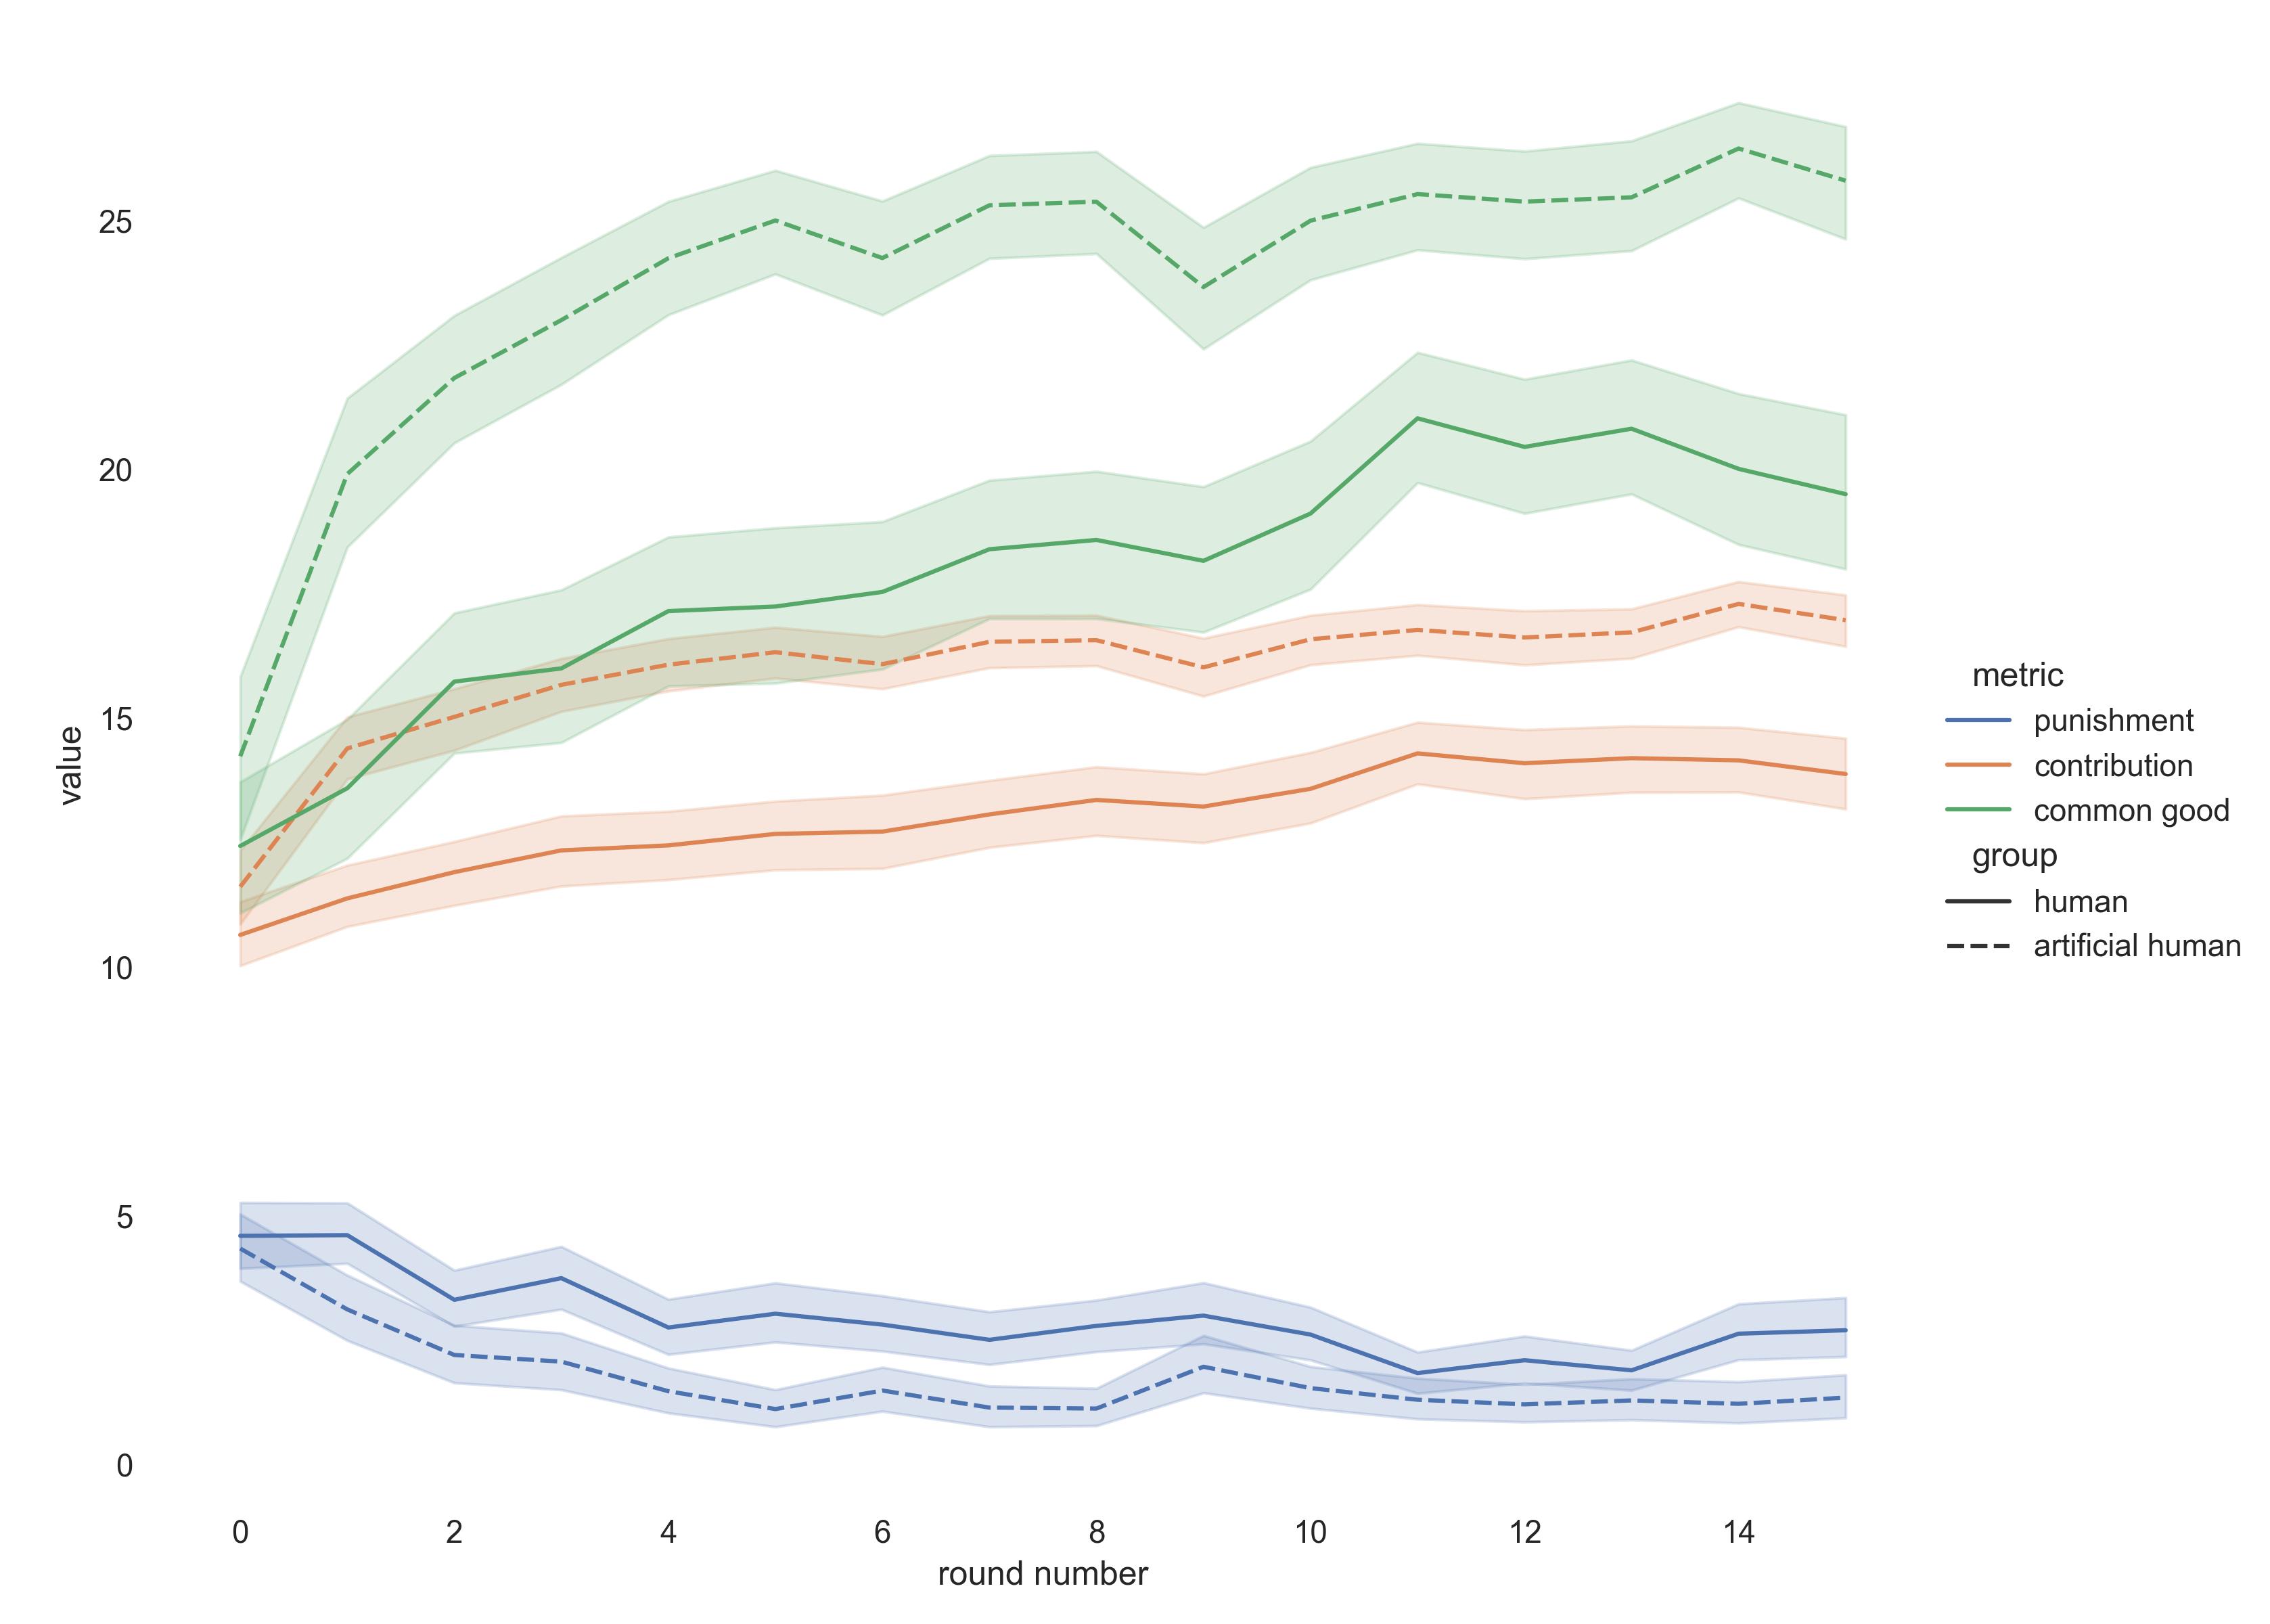 25
20
15
10
5
0
value
0 2 4 6 8 10 12 14
round number
metric
punishment
contribution
common good
group
human
artificial human